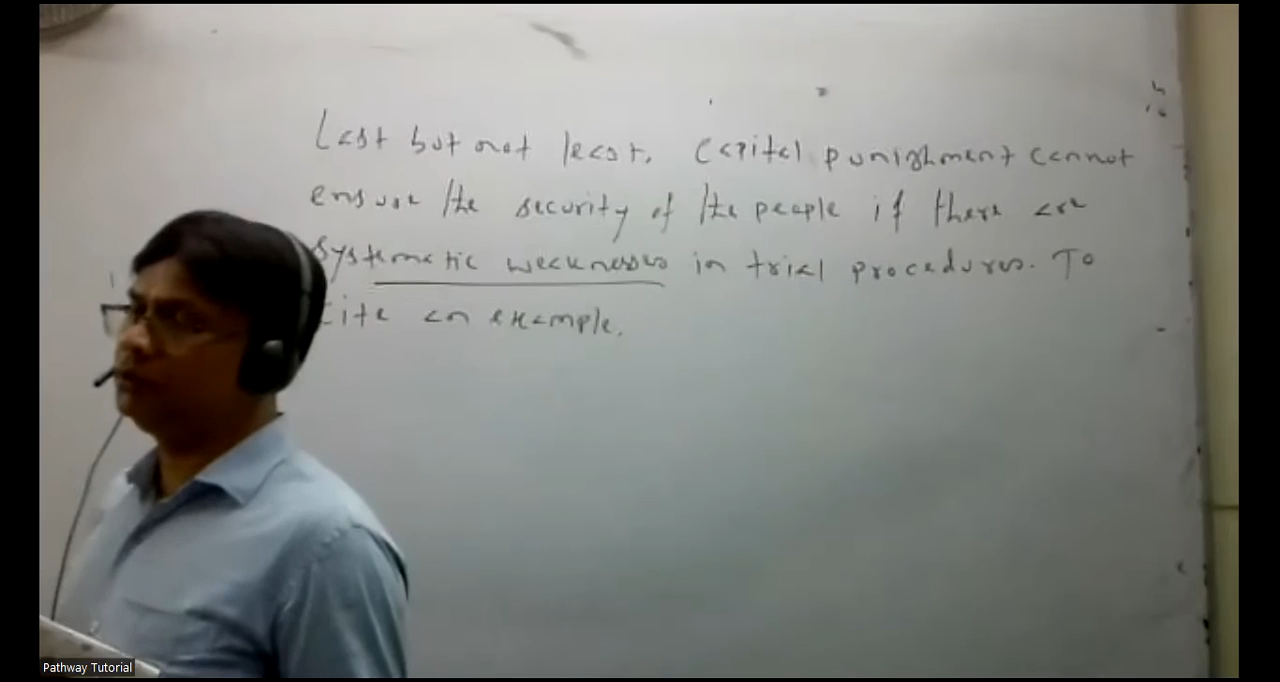 Last but not least, Capital punishment cannot
ensure the security of the people if there are
systematic weaknesses in trial procedures. To
cite an example,
Pathway Tutorial